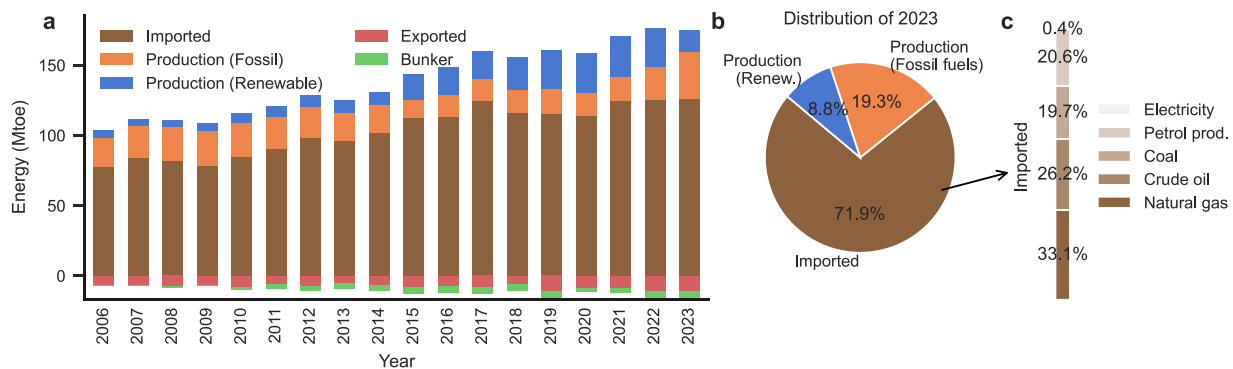 a
Imported
Production (Fossil)
Production (Renewable)
Exported
Bunker
Energy (Mtoe)
150
100
50
0
2006
2007
2008
2009
2010
2011
2012
2013
2014
2015
2016
2017
2018
2019
2020
2021
2022
2023
Year
b
Distribution of 2023
Production
(Renew.)
Production
(Fossil fuels)
8.8%
19.3%
71.9%
Imported
c
0.4%
20.6%
19.7%
26.2%
33.1%
Imported
Electricity
Petrol prod.
Coal
Crude oil
Natural gas